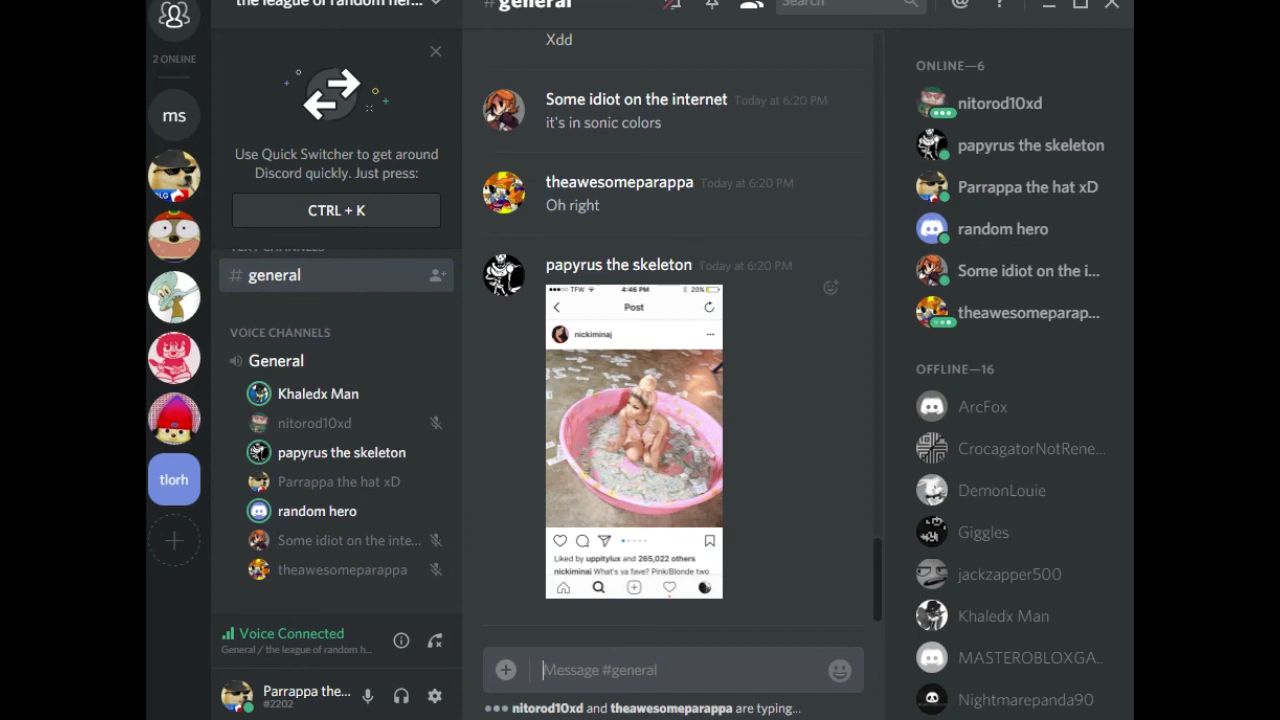 2 ONLINE
ms
tlorh
the league of random her...
Use Quick Switcher to get around
Discord quickly. Just press:
CTRL + K
TEXT CHANNELS
# general
VOICE CHANNELS
General
Khaledx Man
nitorod10xd
papyrus the skeleton
Parrappa the hat xD
random hero
Some idiot on the inte...
theawesomeparappa
Voice Connected
General / the league of random h...
Parrappa the...
#2202
#general
Search
Xdd
Some idiot on the internet Today at 6:20 PM
it's in sonic colors
theawesomeparappa Today at 6:20 PM
Oh right
papyrus the skeleton Today at 6:20 PM
TFW 4:46 PM 20%
Post
nickiminaj
Liked by uppitylux and 265,022 others
nickiminaj What's ya fave? Pink/Blonde two
Message #general
nitorod10xd and theawesomeparappa are typing...
ONLINE—6
nitorod10xd
papyrus the skeleton
Parrappa the hat xD
random hero
Some idiot on the i...
theawesomeparap...
OFFLINE—16
ArcFox
CrocagatorNotRene...
DemonLouie
Giggles
jackzapper500
Khaledx Man
MASTEROBLOXGA...
Nightmarepanda90